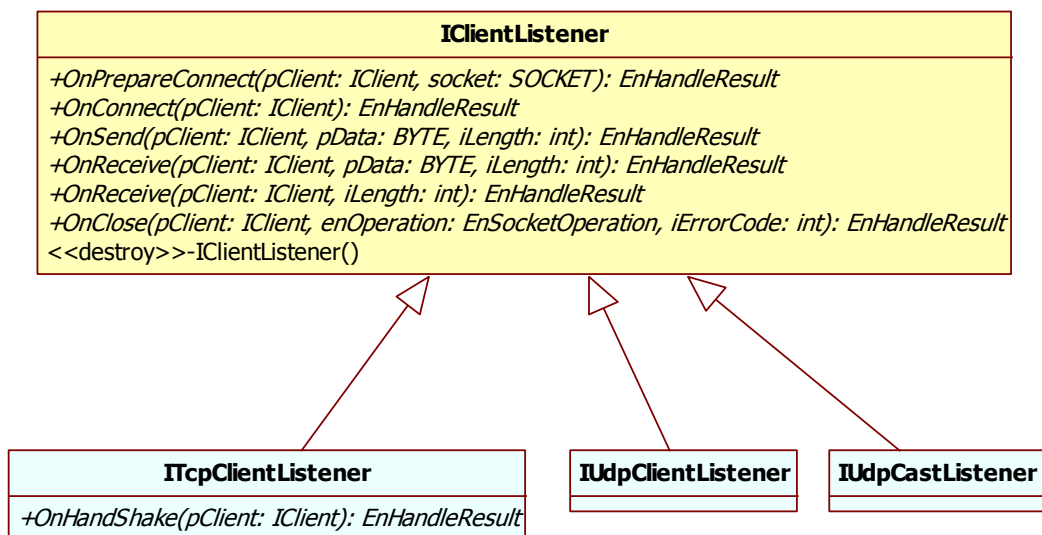 IClientListener
+OnPrepareConnect(pClient: IClient, socket: SOCKET): EnHandleResult
+OnConnect(pClient: IClient): EnHandleResult
+OnSend(pClient: IClient, pData: BYTE, iLength: int): EnHandleResult
+OnReceive(pClient: IClient, pData: BYTE, iLength: int): EnHandleResult
+OnReceive(pClient: IClient, iLength: int): EnHandleResult
+OnClose(pClient: IClient, enOperation: EnSocketOperation, iErrorCode: int): EnHandleResult
<<destroy>>-IClientListener()
ITcpClientListener
IUdpClientListener
IUdpCastListener
+OnHandShake(pClient: IClient): EnHandleResult